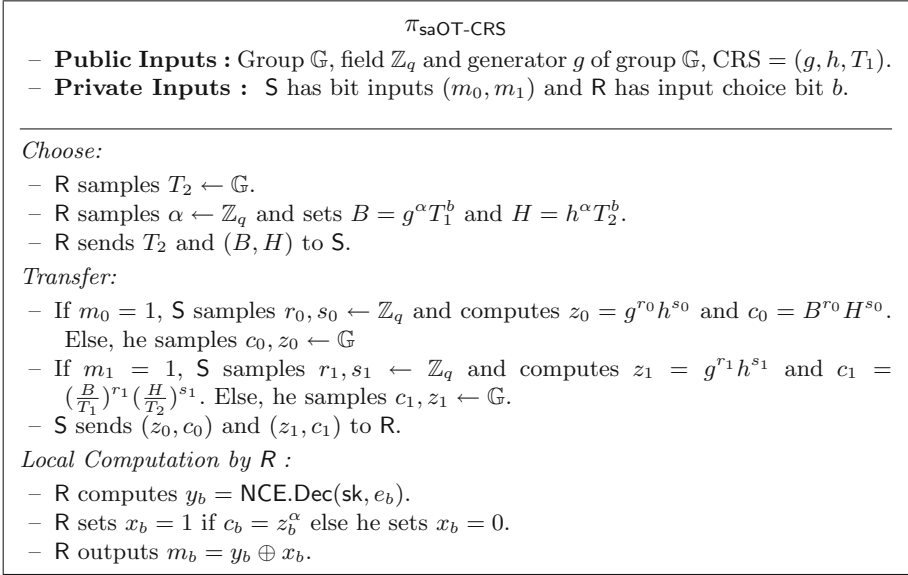 π_saOT-CRS
– Public Inputs : Group 𝔾, field ℤ_q and generator g of group 𝔾, CRS = (g, h, T_1).
– Private Inputs : S has bit inputs (m_0, m_1) and R has input choice bit b.
Choose:
– R samples T_2 ← 𝔾.
– R samples α ← ℤ_q and sets B = g^α T_1^b and H = h^α T_2^b.
– R sends T_2 and (B, H) to S.
Transfer:
– If m_0 = 1, S samples r_0, s_0 ← ℤ_q and computes z_0 = g^{r_0} h^{s_0} and c_0 = B^{r_0} H^{s_0}.
Else, he samples c_0, z_0 ← 𝔾
– If m_1 = 1, S samples r_1, s_1 ← ℤ_q and computes z_1 = g^{r_1} h^{s_1} and c_1 =
(B/T_1)^{r_1} (H/T_2)^{s_1}. Else, he samples c_1, z_1 ← 𝔾.
– S sends (z_0, c_0) and (z_1, c_1) to R.
Local Computation by R :
– R computes y_b = NCE.Dec(sk, e_b).
– R sets x_b = 1 if c_b = z_b^α else he sets x_b = 0.
– R outputs m_b = y_b ⊕ x_b.